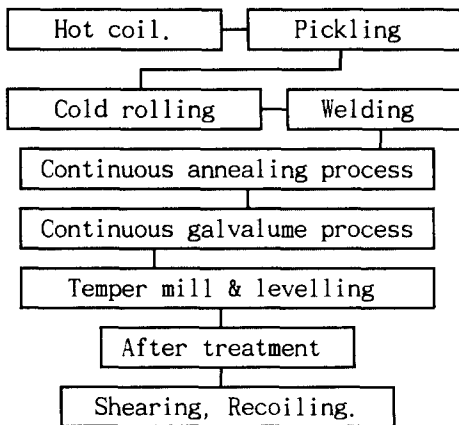 Hot coil. Pickling
Cold rolling Welding
Continuous annealing process
Continuous galvalume process
Temper mill & levelling
After treatment
Shearing, Recoiling.